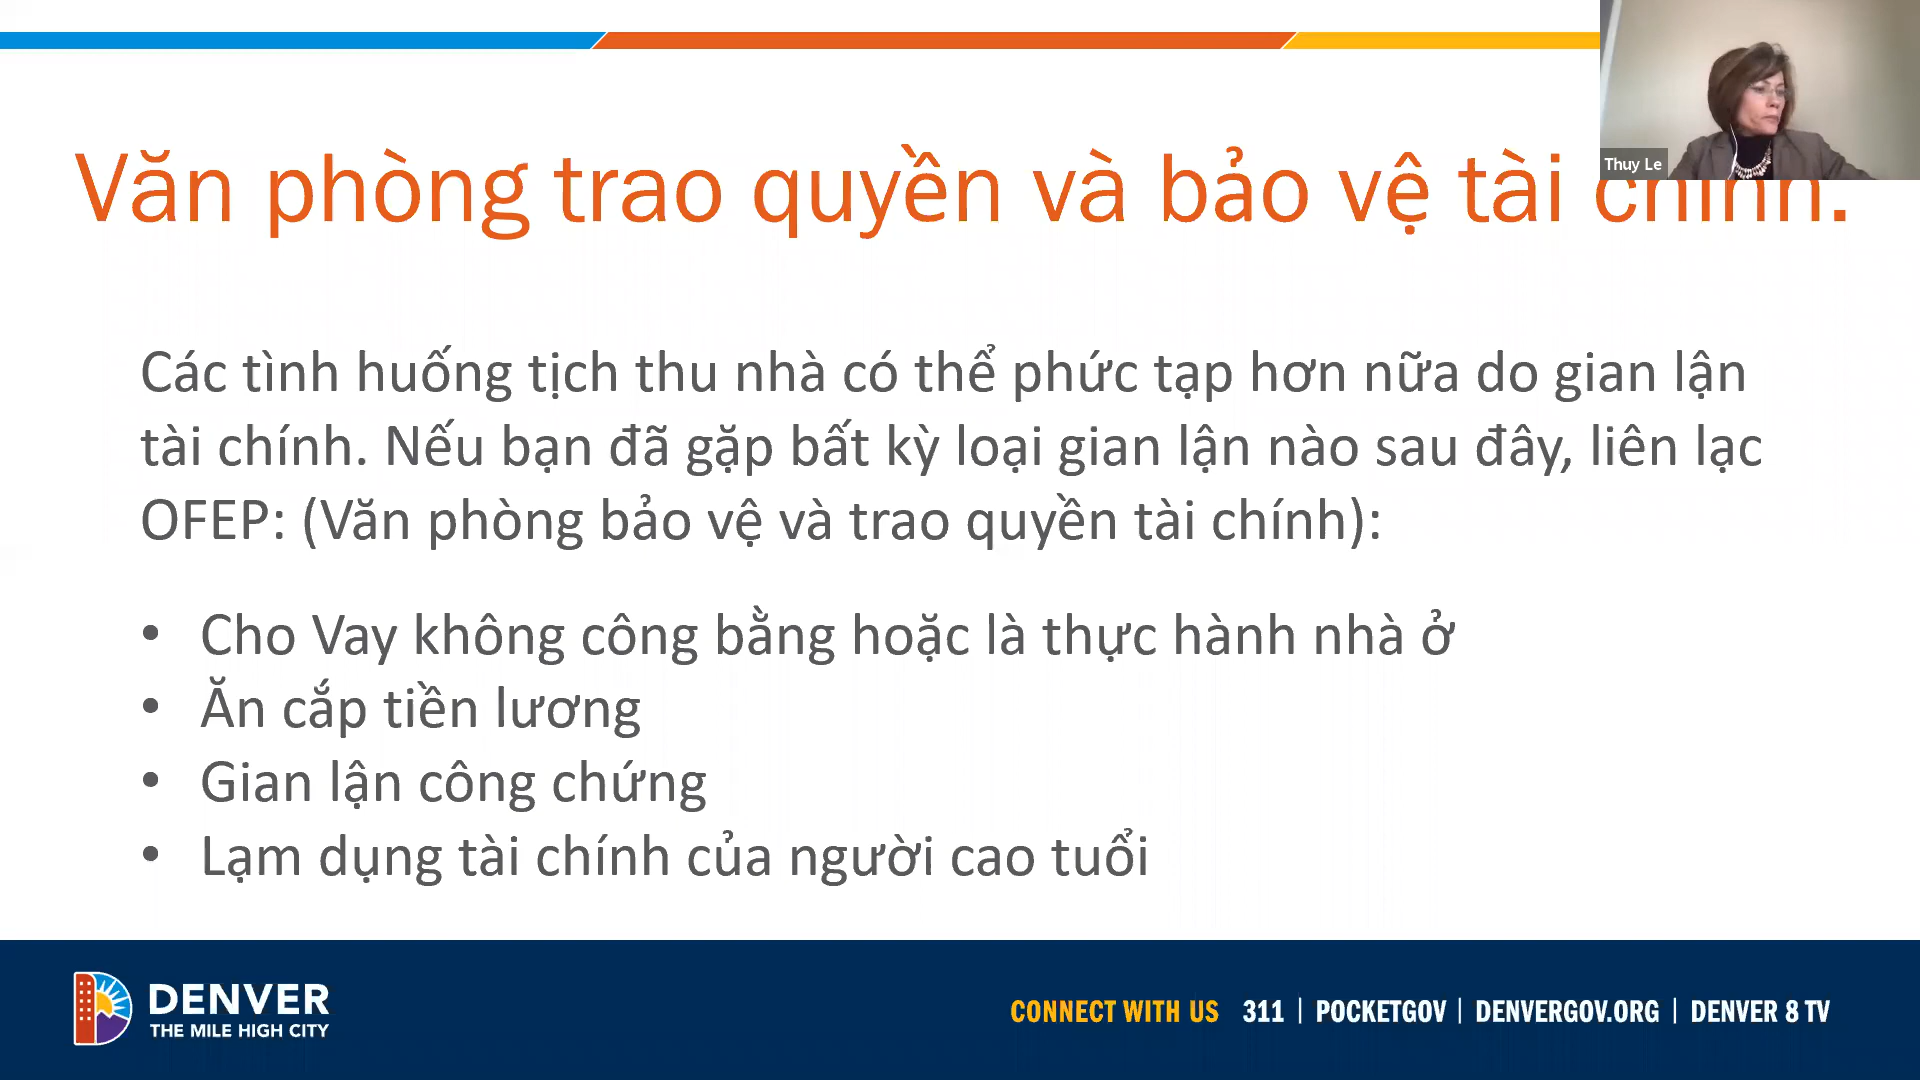 Thuy Le
Văn phòng trao quyền và bảo vệ tài chính.
Các tình huống tịch thu nhà có thể phức tạp hơn nữa do gian lận
tài chính. Nếu bạn đã gặp bất kỳ loại gian lận nào sau đây, liên lạc
OFEP: (Văn phòng bảo vệ và trao quyền tài chính):
• Cho Vay không công bằng hoặc là thực hành nhà ở
• Ăn cắp tiền lương
• Gian lận công chứng
• Lạm dụng tài chính của người cao tuổi
DENVER
THE MILE HIGH CITY
CONNECT WITH US 311 | POCKETGOV | DENVERGOV.ORG | DENVER 8 TV